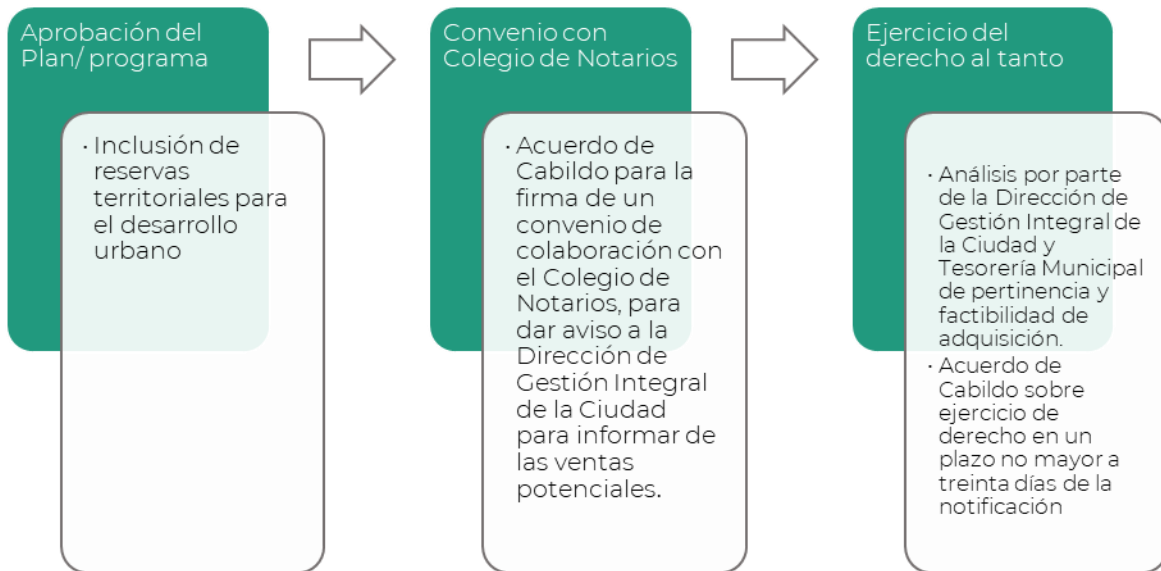 Aprobación del
Plan/ programa
· Inclusión de
reservas
territoriales para
el desarrollo
urbano
Convenio con
Colegio de Notarios
· Acuerdo de
Cabildo para la
firma de un
convenio de
colaboración con
el Colegio de
Notarios, para
dar aviso a la
Dirección de
Gestión Integral
de la Ciudad
para informar de
las ventas
potenciales.
Ejercicio del
derecho al tanto
· Análisis por parte
de la Dirección de
Gestión Integral de
la Ciudad y
Tesorería Municipal
de pertinencia y
factibilidad de
adquisición.
· Acuerdo de
Cabildo sobre
ejercicio de
derecho en un
plazo no mayor a
treinta días de la
notificación